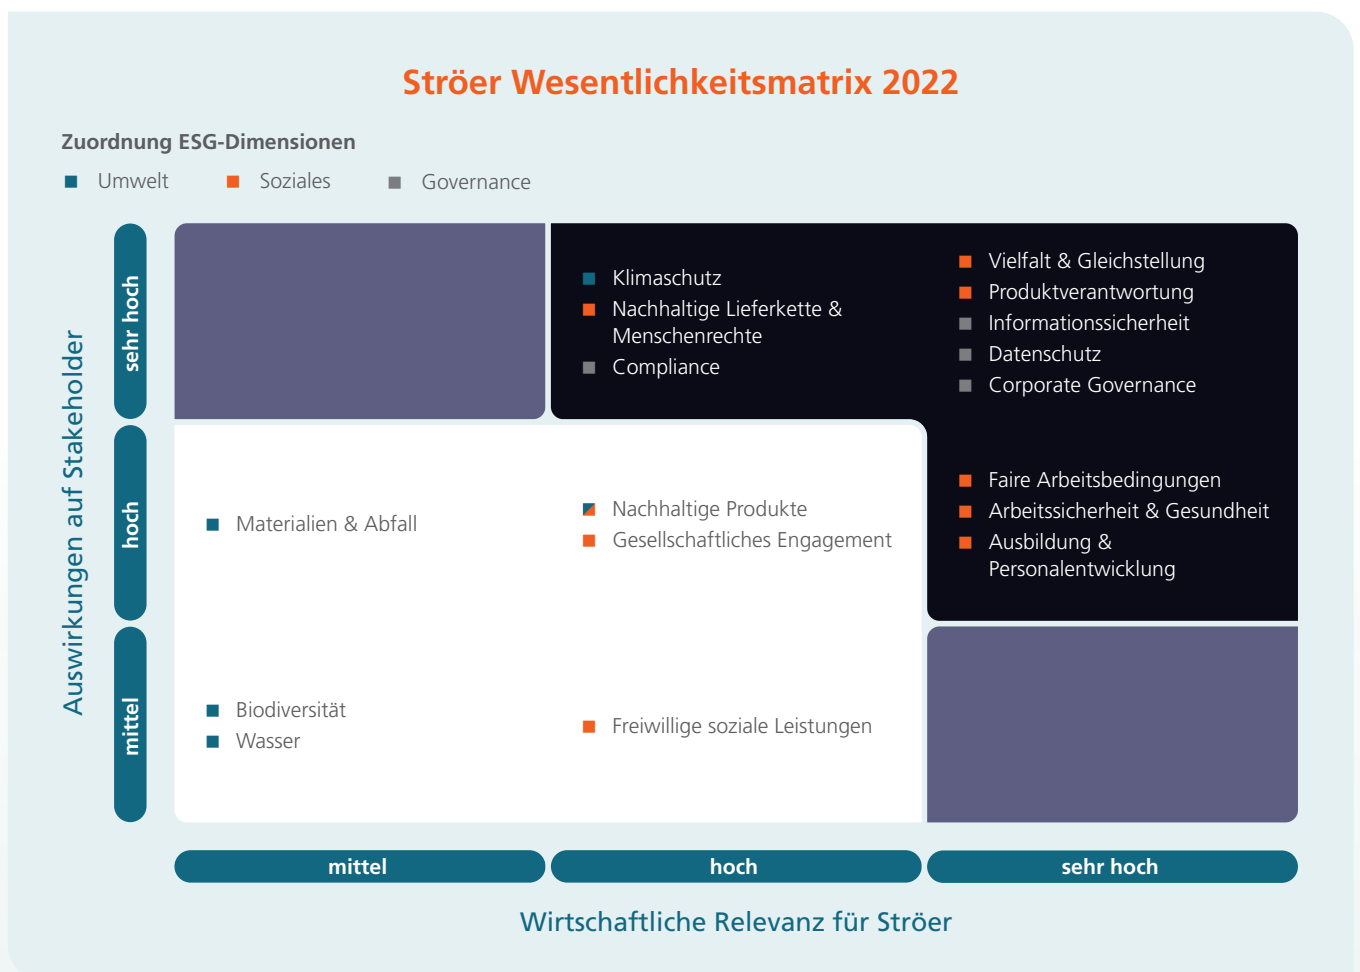 Ströer Wesentlichkeitsmatrix 2022
Zuordnung ESG-Dimensionen
Umwelt
Soziales
Governance
Auswirkungen auf Stakeholder
sehr hoch
Klimaschutz
Nachhaltige Lieferkette &
Menschenrechte
Compliance
Vielfalt & Gleichstellung
Produktverantwortung
Informationssicherheit
Datenschutz
Corporate Governance
hoch
Materialien & Abfall
Nachhaltige Produkte
Gesellschaftliches Engagement
Faire Arbeitsbedingungen
Arbeitssicherheit & Gesundheit
Ausbildung &
Personalentwicklung
mittel
Biodiversität
Wasser
Freiwillige soziale Leistungen
mittel
hoch
sehr hoch
Wirtschaftliche Relevanz für Ströer